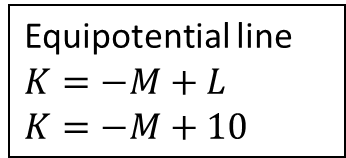 Equipotential line
K = −M + L
K = −M + 10